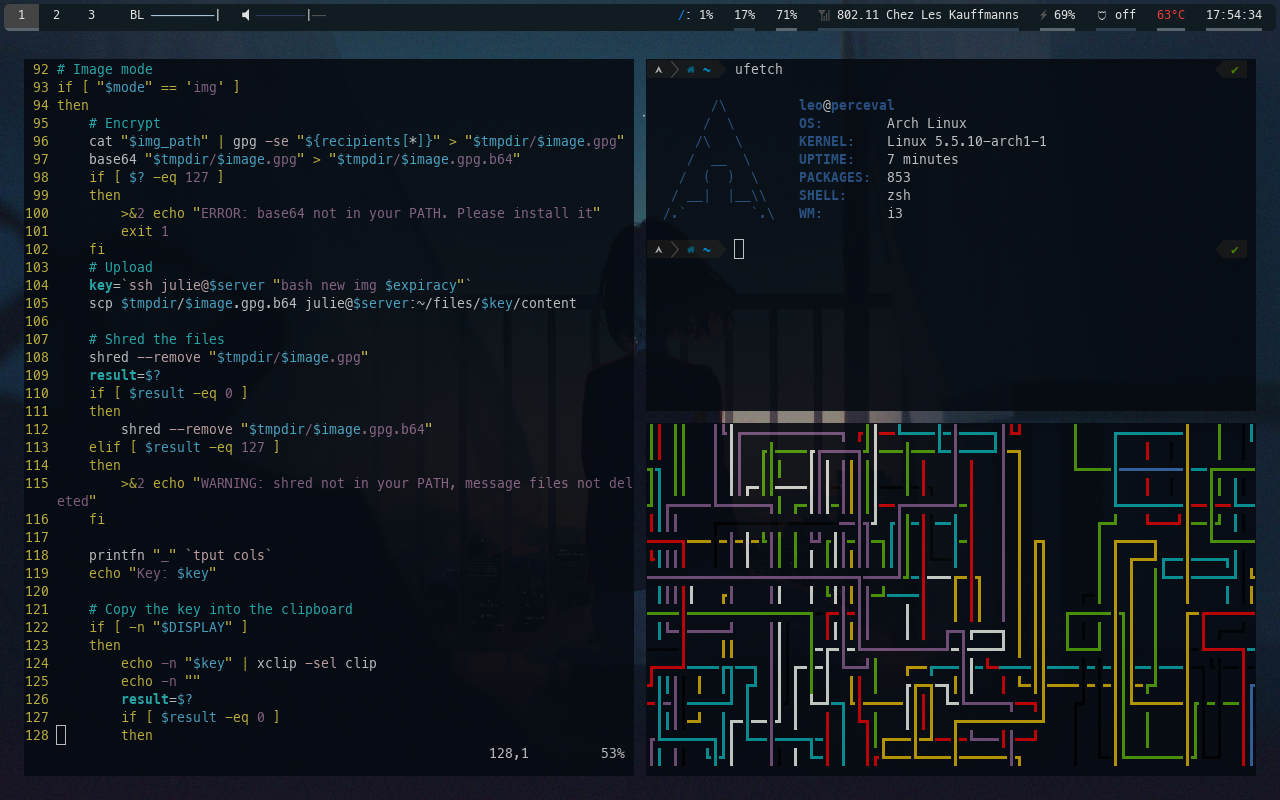 1 2 3 BL /: 1% 17% 71% 802.11 Chez Les Kauffmanns 69% off 63°C 17:54:34
92 # Image mode
93 if [ "$mode" == 'img' ]
94 then
95     # Encrypt
96     cat "$img_path" | gpg -se "${recipients[*]}" > "$tmpdir/$image.gpg"
97     base64 "$tmpdir/$image.gpg" > "$tmpdir/$image.gpg.b64"
98     if [ $? -eq 127 ]
99     then
100         >&2 echo "ERROR: base64 not in your PATH. Please install it"
101         exit 1
102     fi
103     # Upload
104     key=`ssh julie@$server "bash new img $expiracy"`
105     scp $tmpdir/$image.gpg.b64 julie@$server:~/files/$key/content
106
107     # Shred the files
108     shred --remove "$tmpdir/$image.gpg"
109     result=$?
110     if [ $result -eq 0 ]
111     then
112         shred --remove "$tmpdir/$image.gpg.b64"
113     elif [ $result -eq 127 ]
114     then
115         >&2 echo "WARNING: shred not in your PATH, message files not del
eted"
116     fi
117
118     printfn "_" `tput cols`
119     echo "Key: $key"
120
121     # Copy the key into the clipboard
122     if [ -n "$DISPLAY" ]
123     then
124         echo -n "$key" | xclip -sel clip
125         echo -n ""
126         result=$?
127         if [ $result -eq 0 ]
128         then
128,1 53%
~ ufetch ✔
leo@perceval
OS: Arch Linux
KERNEL: Linux 5.5.10-arch1-1
UPTIME: 7 minutes
PACKAGES: 853
SHELL: zsh
WM: i3
~ ✔